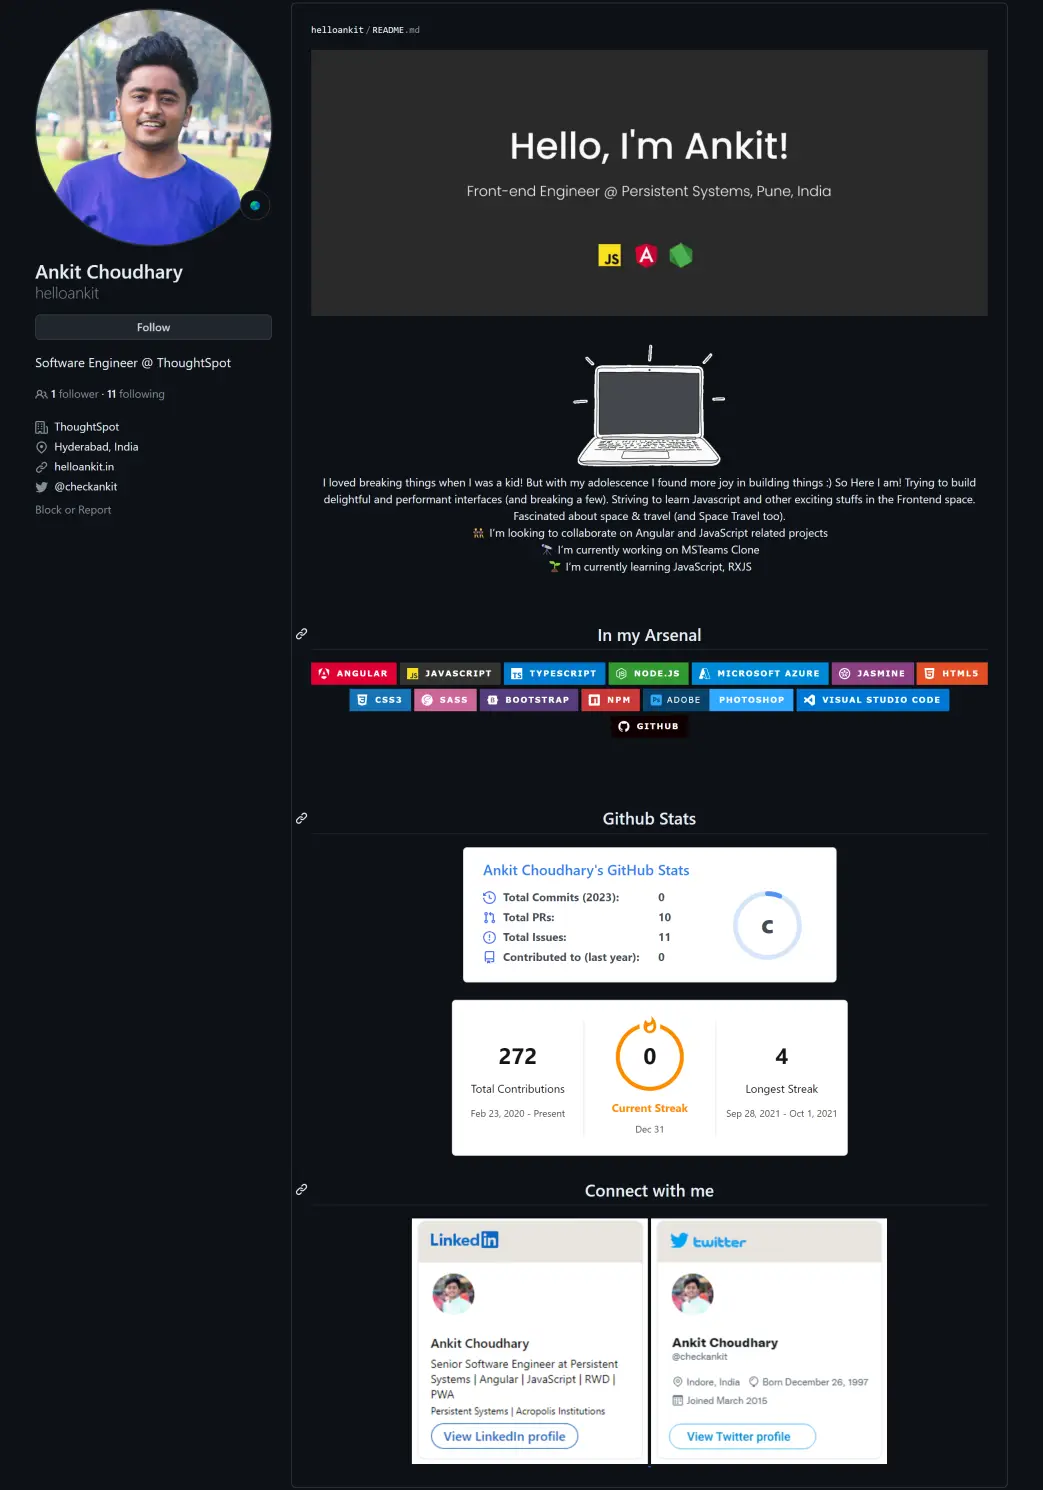 Ankit Choudhary
helloankit
Follow
Software Engineer @ ThoughtSpot
1 follower · 11 following
ThoughtSpot
Hyderabad, India
helloankit.in
@checkankit
Block or Report
helloankit / README.md
Hello, I'm Ankit!
Front-end Engineer @ Persistent Systems, Pune, India
JS
A
I loved breaking things when I was a kid! But with my adolescence I found more joy in building things :) So Here I am! Trying to build
delightful and performant interfaces (and breaking a few). Striving to learn Javascript and other exciting stuffs in the Frontend space.
Fascinated about space & travel (and Space Travel too).
I'm looking to collaborate on Angular and JavaScript related projects
I'm currently working on MSTeams Clone
I'm currently learning JavaScript, RXJS
In my Arsenal
ANGULAR JS JAVASCRIPT TS TYPESCRIPT NODE.JS MICROSOFT AZURE JASMINE HTML5
CSS3 SASS B BOOTSTRAP NPM Ps ADOBE PHOTOSHOP VISUAL STUDIO CODE
GITHUB
Github Stats
Ankit Choudhary's GitHub Stats
Total Commits (2023): 0
Total PRs: 10
Total Issues: 11
Contributed to (last year): 0
C
272
Total Contributions
Feb 23, 2020 - Present
0
Current Streak
Dec 31
4
Longest Streak
Sep 28, 2021 - Oct 1, 2021
Connect with me
Linked in
Ankit Choudhary
Senior Software Engineer at Persistent
Systems | Angular | JavaScript | RWD |
PWA
Persistent Systems | Acropolis Institutions
View LinkedIn profile
twitter
Ankit Choudhary
@checkankit
Indore, India Born December 26, 1997
Joined March 2015
View Twitter profile